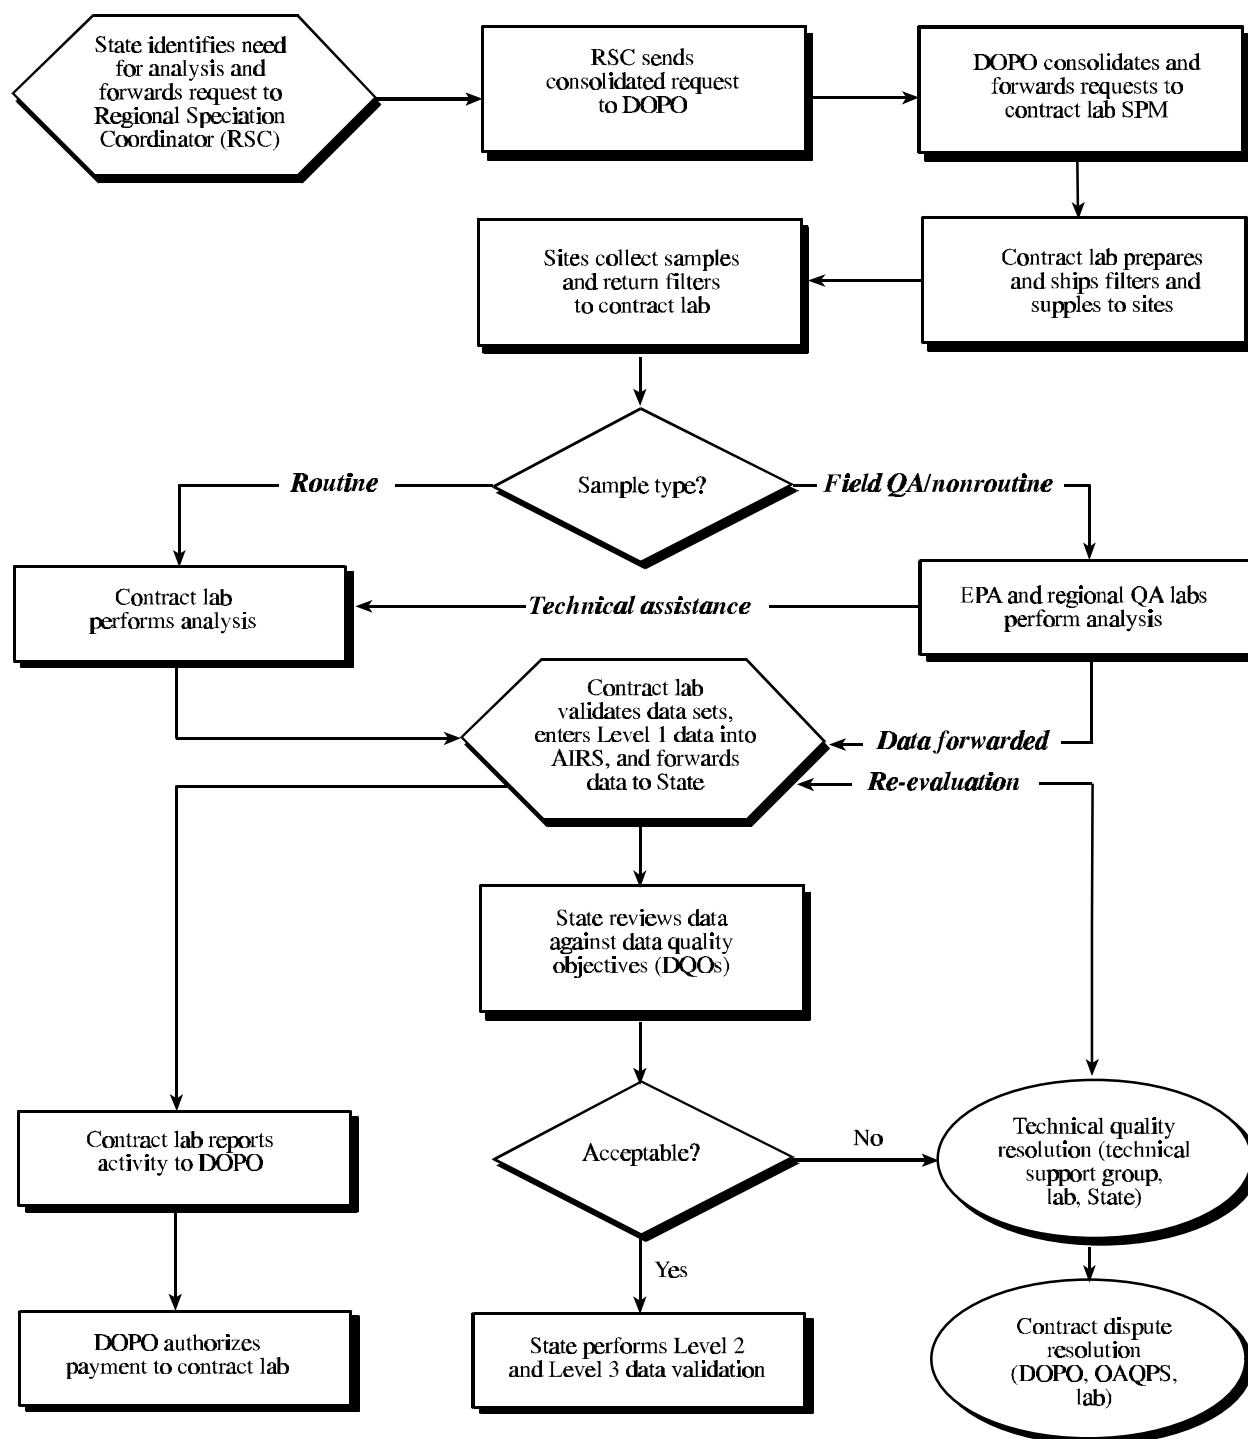 State identifies need
for analysis and
forwards request to
Regional Speciation
Coordinator (RSC)
RSC sends
consolidated request
to DOPO
DOPO consolidates and
forwards requests to
contract lab SPM
Sites collect samples
and return filters
to contract lab
Contract lab prepares
and ships filters and
supples to sites
Routine
Sample type?
Field QA/nonroutine
Contract lab
performs analysis
Technical assistance
EPA and regional QA labs
perform analysis
Contract lab
validates data sets,
enters Level 1 data into
AIRS, and forwards
data to State
Data forwarded
Re-evaluation
State reviews data
against data quality
objectives (DQOs)
Contract lab reports
activity to DOPO
Acceptable?
No
Technical quality
resolution (technical
support group,
lab, State)
Yes
DOPO authorizes
payment to contract lab
State performs Level 2
and Level 3 data validation
Contract dispute
resolution
(DOPO, OAQPS,
lab)